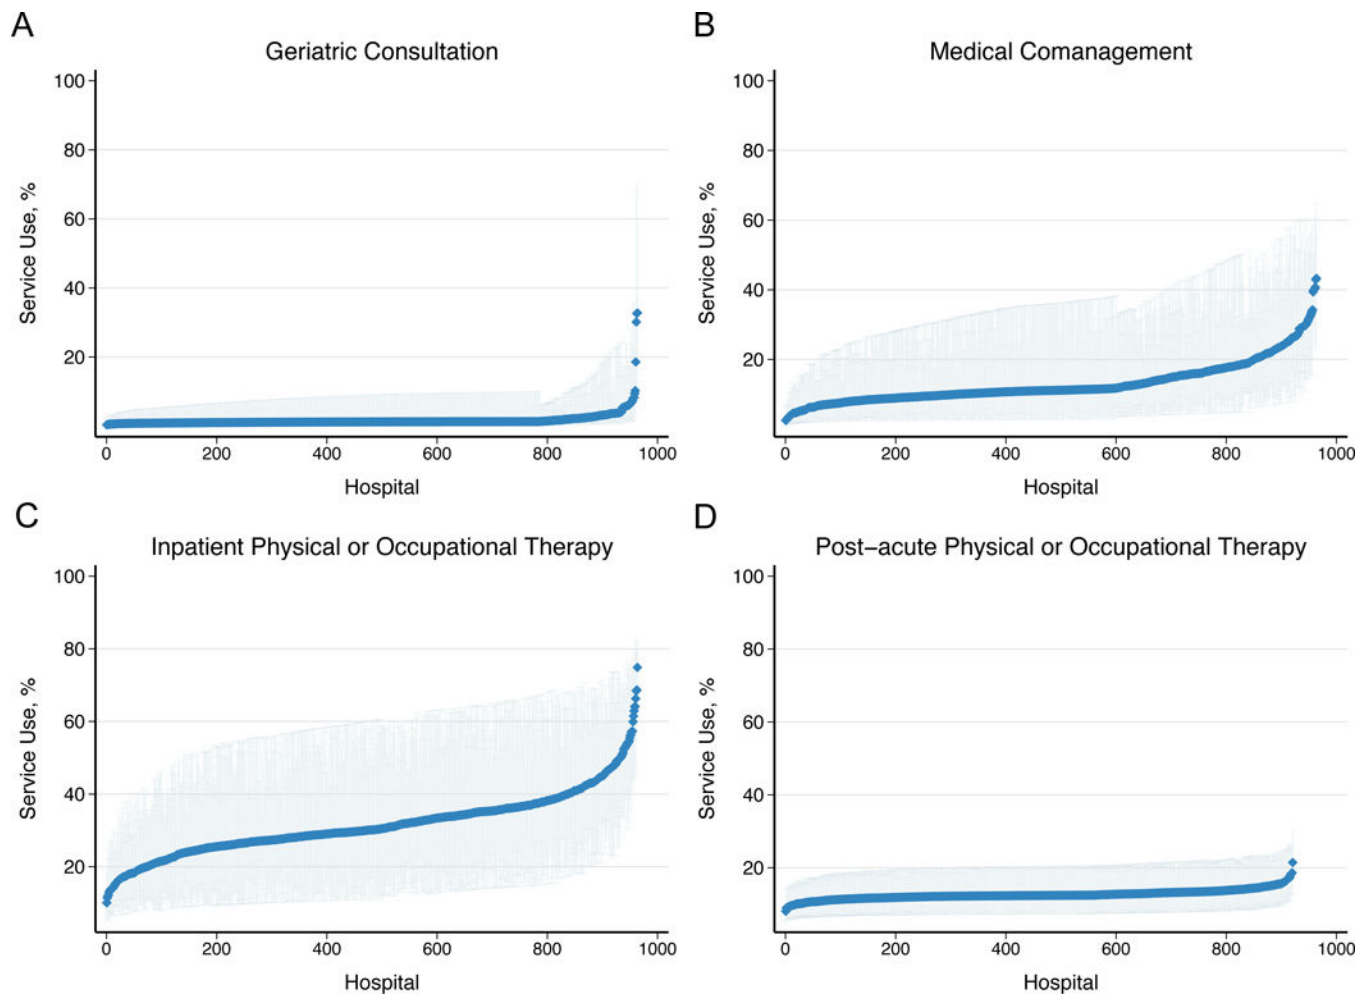 A
Geriatric Consultation
100
80
60
40
20
Service Use, %
0 200 400 600 800 1000
Hospital
B
Medical Comanagement
100
80
60
40
20
Service Use, %
0 200 400 600 800 1000
Hospital
C
Inpatient Physical or Occupational Therapy
100
80
60
40
20
Service Use, %
0 200 400 600 800 1000
Hospital
D
Post–acute Physical or Occupational Therapy
100
80
60
40
20
Service Use, %
0 200 400 600 800 1000
Hospital